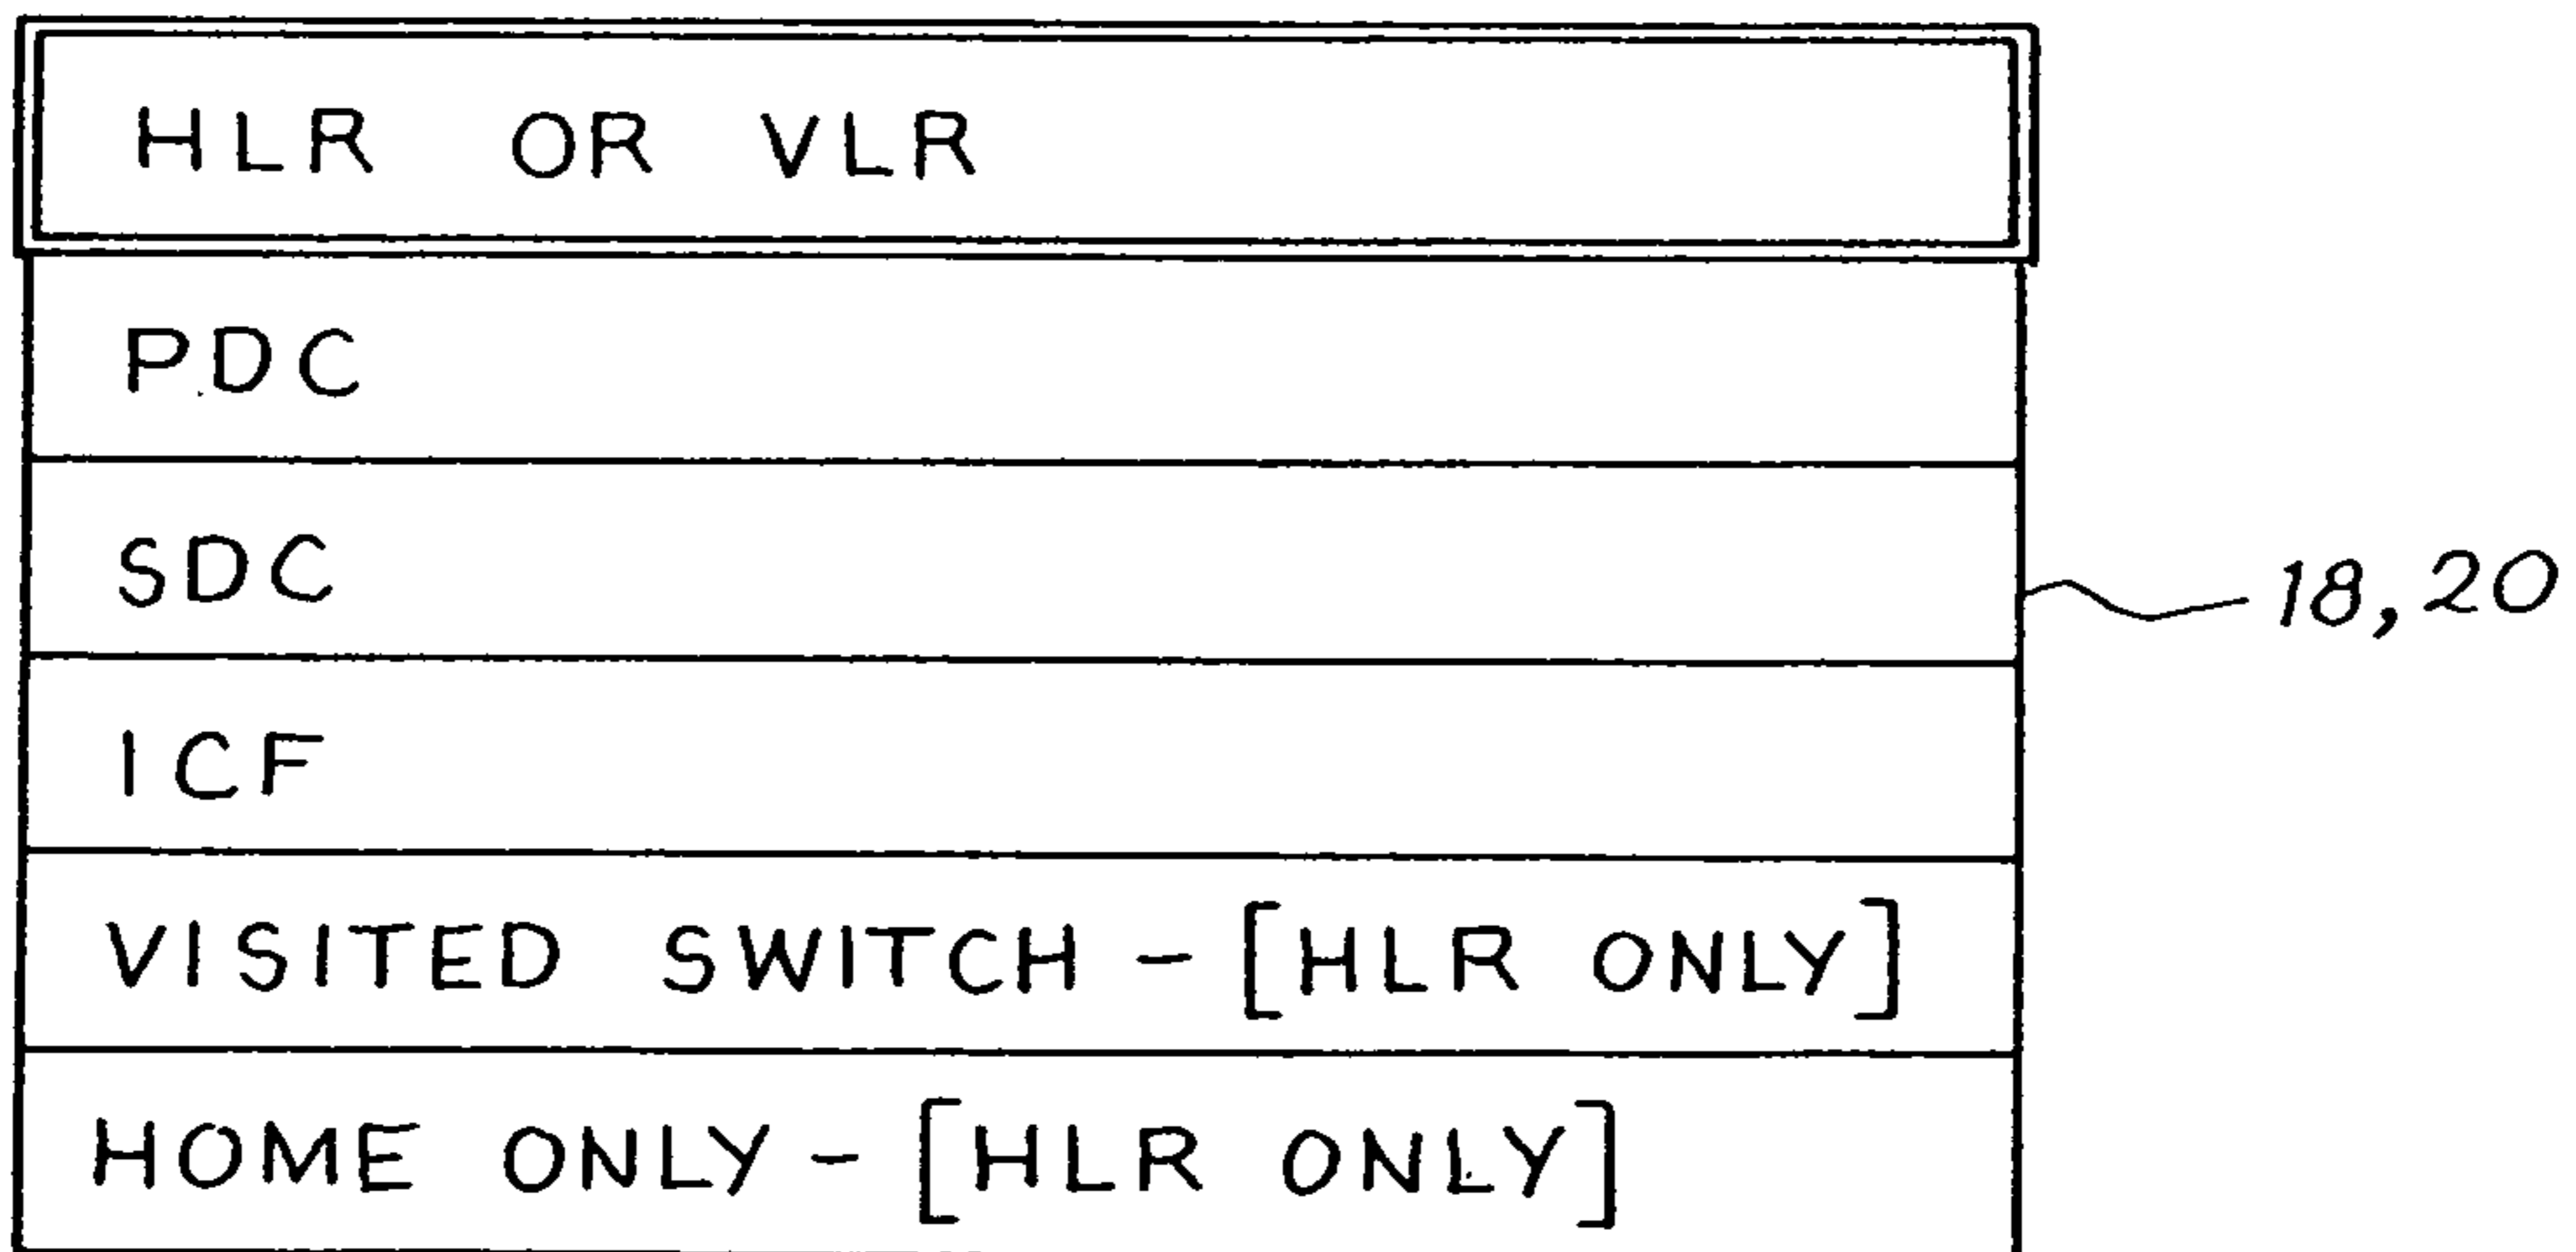 HLR OR VLR
PDC
SDC
18,20
ICF
VISITED SWITCH - [HLR ONLY]
HOME ONLY - [HLR ONLY]